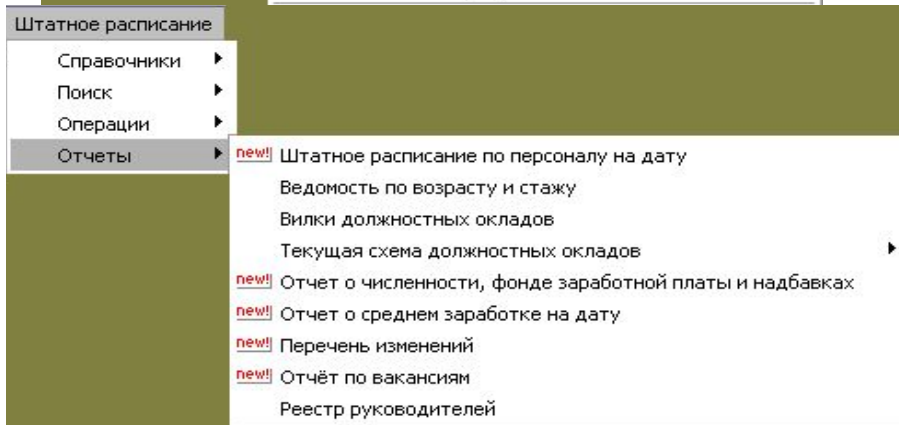 Штатное расписание
Справочники
Поиск
Операции
Отчеты
new! Штатное расписание по персоналу на дату
Ведомость по возрасту и стажу
Вилки должностных окладов
Текущая схема должностных окладов
new! Отчет о численности, фонде заработной платы и надбавках
new! Отчет о среднем заработке на дату
new! Перечень изменений
new! Отчёт по вакансиям
Реестр руководителей